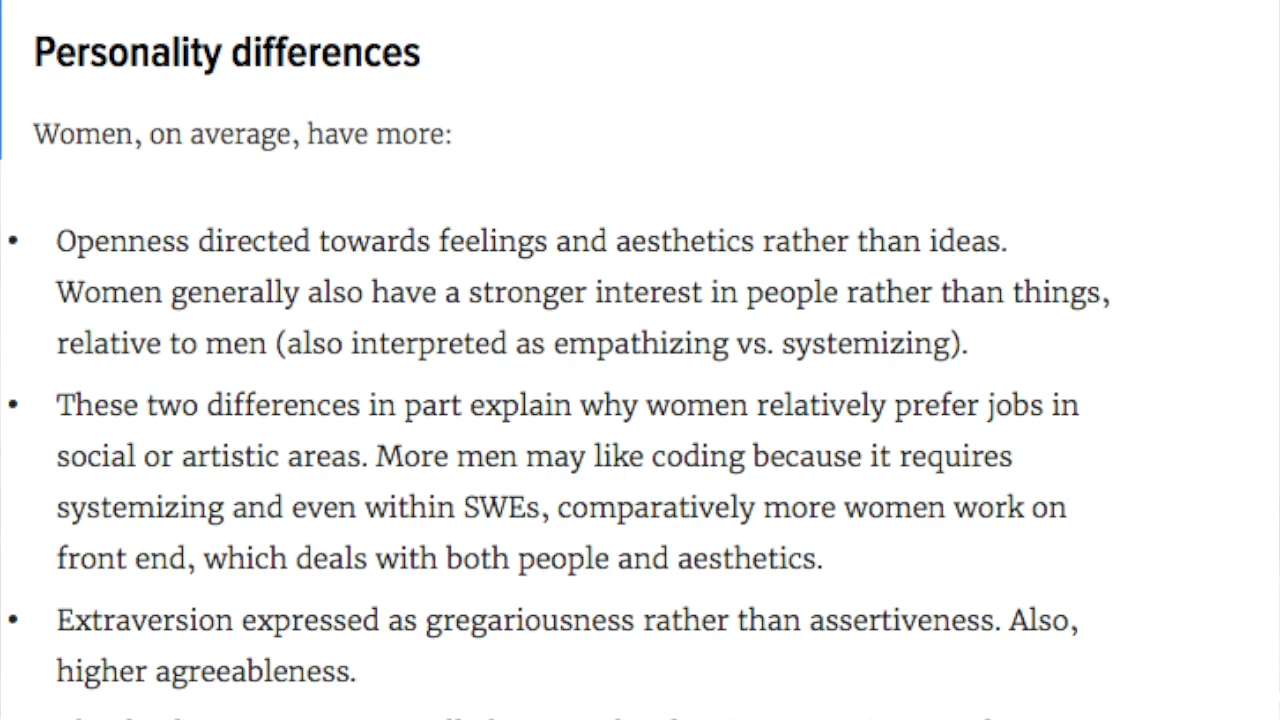 Personality differences
Women, on average, have more:
• Openness directed towards feelings and aesthetics rather than ideas.
Women generally also have a stronger interest in people rather than things,
relative to men (also interpreted as empathizing vs. systemizing).
• These two differences in part explain why women relatively prefer jobs in
social or artistic areas. More men may like coding because it requires
systemizing and even within SWEs, comparatively more women work on
front end, which deals with both people and aesthetics.
• Extraversion expressed as gregariousness rather than assertiveness. Also,
higher agreeableness.